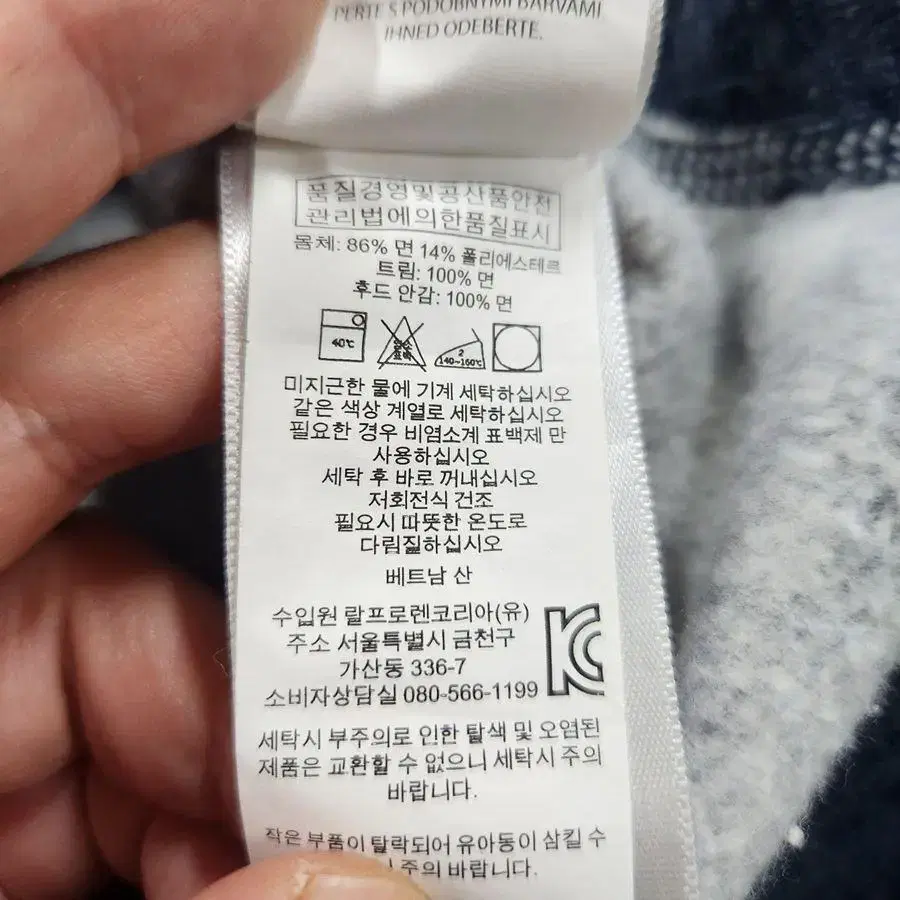 PERTE S PODOBNÝMI BARVAMI
IHNED ODEBERTE.
품질경영및공산품안전
관리법에의한품질표시
몸체: 86% 면 14% 폴리에스테르
트림: 100% 면
후드 안감: 100% 면
40℃ 염소 표백 2 140~160℃
미지근한 물에 기계 세탁하십시오
같은 색상 계열로 세탁하십시오
필요한 경우 비염소계 표백제 만
사용하십시오
세탁 후 바로 꺼내십시오
저회전식 건조
필요시 따뜻한 온도로
다림질하십시오
베트남 산
수입원 랄프로렌코리아(유)
주소 서울특별시 금천구
가산동 336-7
소비자상담실 080-566-1199
세탁시 부주의로 인한 탈색 및 오염된
제품은 교환할 수 없으니 세탁시 주의
바랍니다.
작은 부품이 탈락되어 유아동이 삼킬 수
주의 바랍니다.